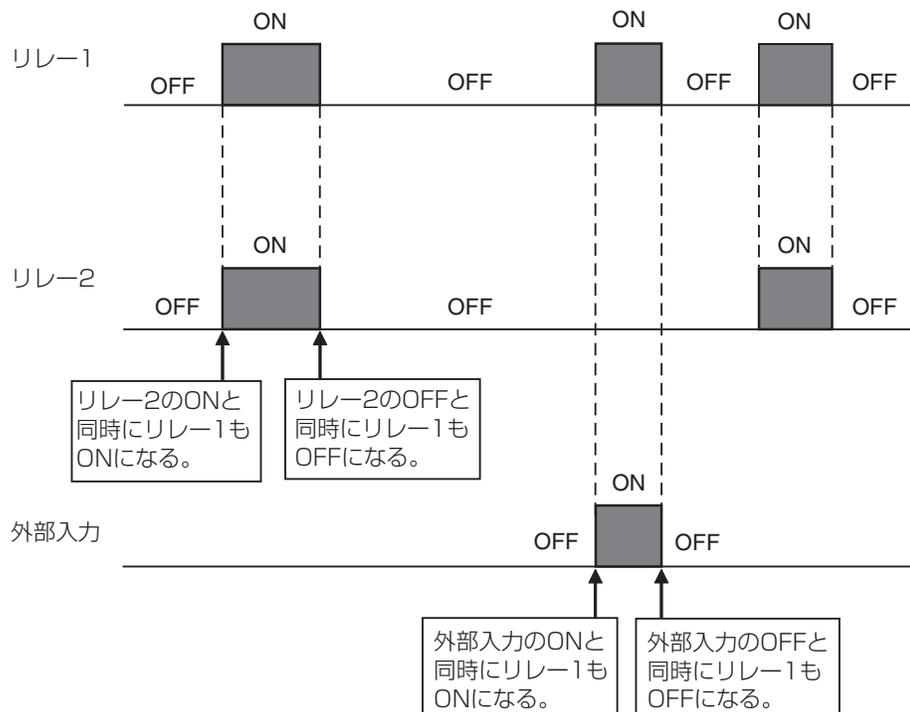 ON ON ON
リレー1
OFF OFF OFF OFF
ON ON
リレー2
OFF OFF OFF
リレー2のONと
同時にリレー1も
ONになる。
リレー2のOFFと
同時にリレー1も
OFFになる。
ON
外部入力
OFF OFF
外部入力のONと
同時にリレー1も
ONになる。
外部入力のOFFと
同時にリレー1も
OFFになる。